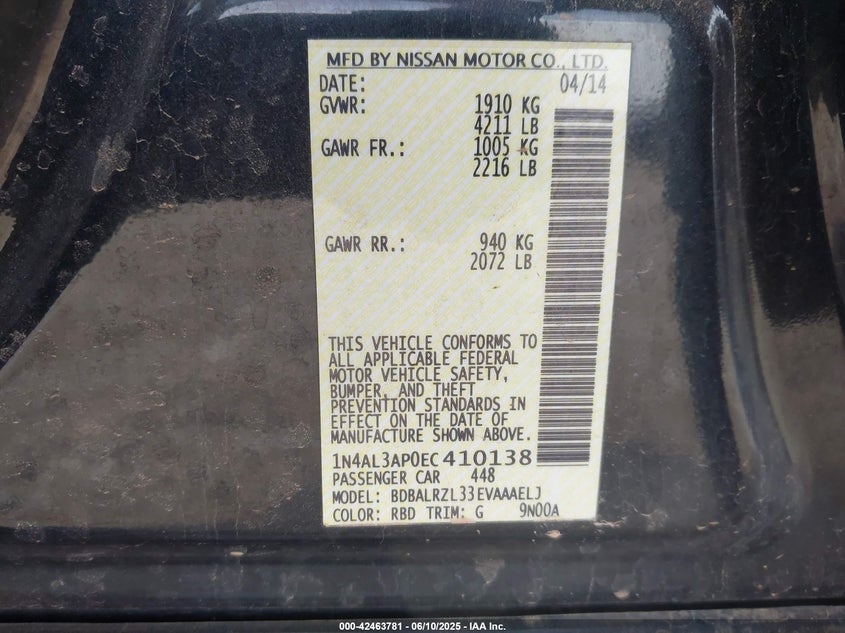 MFD BY NISSAN MOTOR CO., LTD.
DATE: 04/14
GVWR: 1910 KG
4211 LB
GAWR FR.: 1005 KG
2216 LB
GAWR RR.: 940 KG
2072 LB
THIS VEHICLE CONFORMS TO
ALL APPLICABLE FEDERAL
MOTOR VEHICLE SAFETY,
BUMPER, AND THEFT
PREVENTION STANDARDS IN
EFFECT ON THE DATE OF
MANUFACTURE SHOWN ABOVE.
1N4AL3AP0EC410138
PASSENGER CAR 448
MODEL: BDBALRZL33EVAAAELJ
COLOR: RBD TRIM: G 9N00A
000-42463781 - 06/10/2025 - IAA Inc.